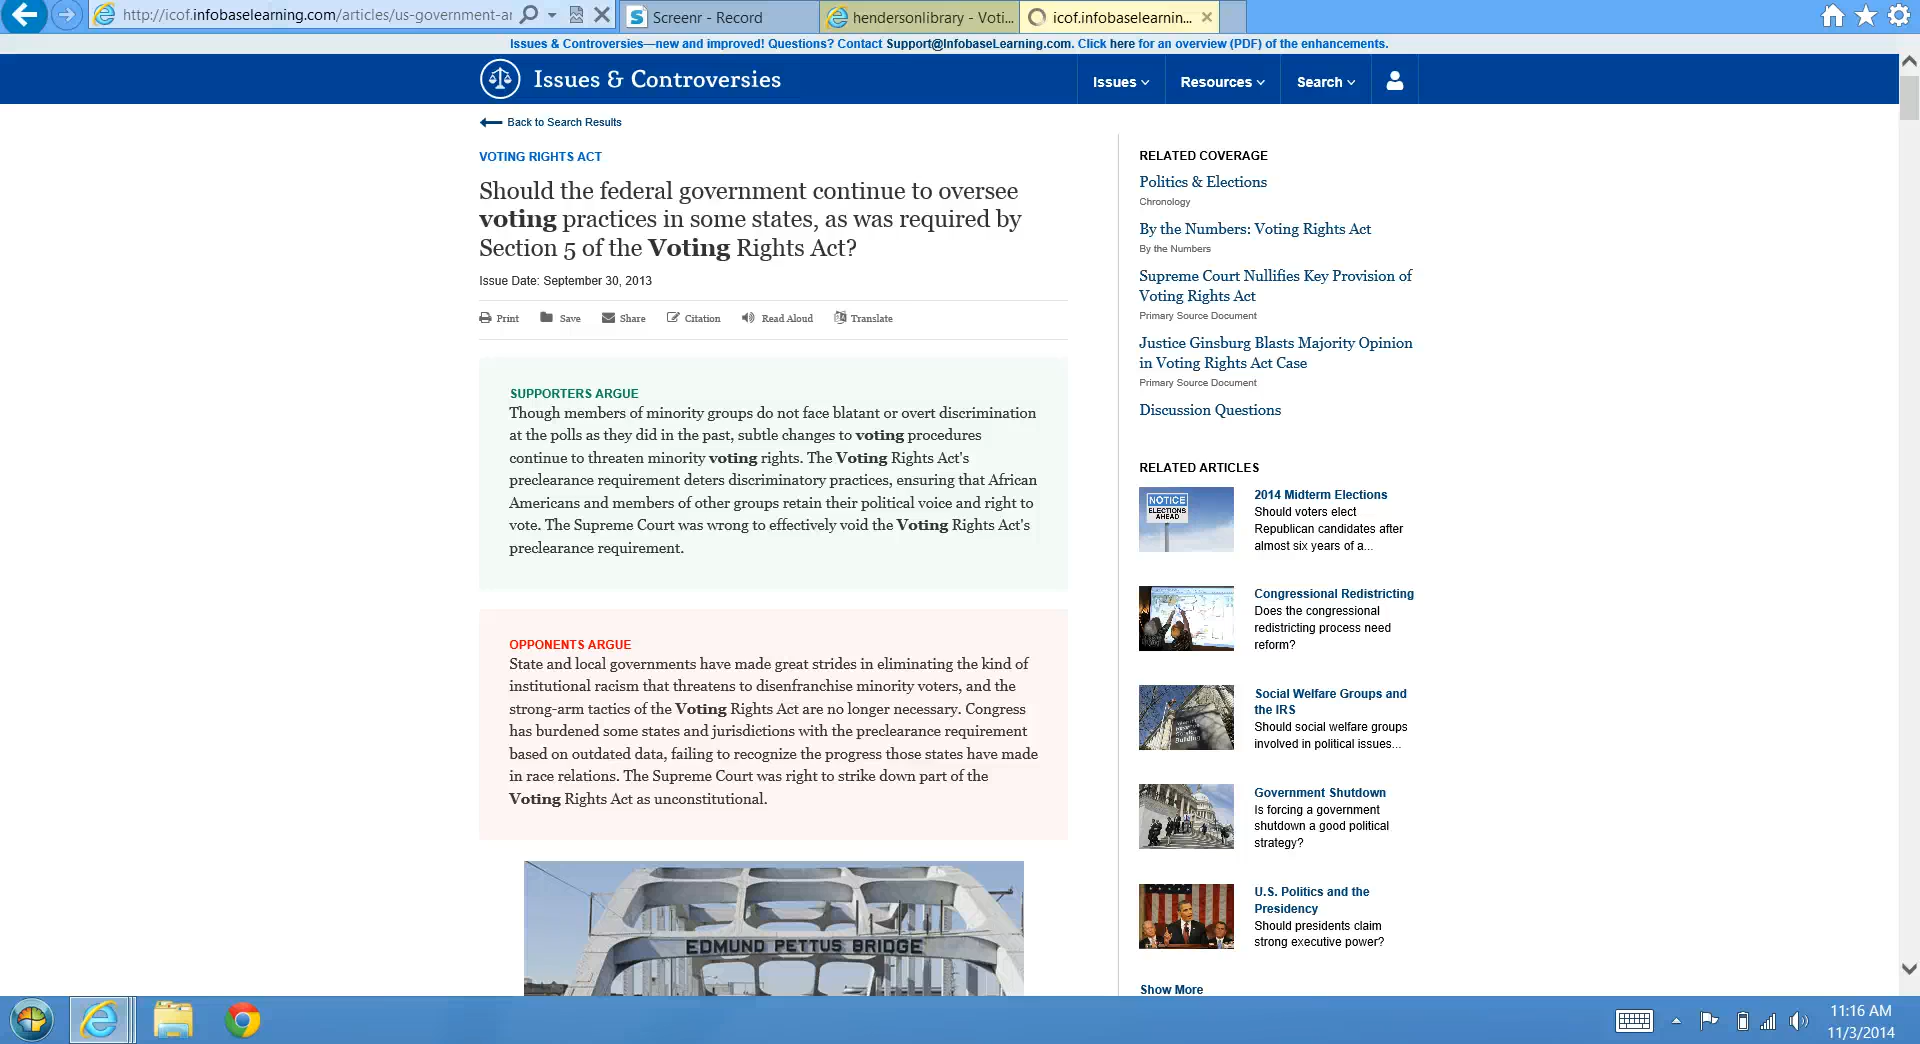 http://icof.infobaselearning.com/articles/us-government-ar
Screenr - Record
hendersonlibrary - Voti...
icof.infobaselearnin...
Issues & Controversies—new and improved! Questions? Contact Support@InfobaseLearning.com. Click here for an overview (PDF) of the enhancements.
Issues & Controversies
Issues
Resources
Search
Back to Search Results
VOTING RIGHTS ACT
Should the federal government continue to oversee
voting practices in some states, as was required by
Section 5 of the Voting Rights Act?
Issue Date: September 30, 2013
Print
Save
Share
Citation
Read Aloud
Translate
SUPPORTERS ARGUE
Though members of minority groups do not face blatant or overt discrimination
at the polls as they did in the past, subtle changes to voting procedures
continue to threaten minority voting rights. The Voting Rights Act's
preclearance requirement deters discriminatory practices, ensuring that African
Americans and members of other groups retain their political voice and right to
vote. The Supreme Court was wrong to effectively void the Voting Rights Act's
preclearance requirement.
OPPONENTS ARGUE
State and local governments have made great strides in eliminating the kind of
institutional racism that threatens to disenfranchise minority voters, and the
strong-arm tactics of the Voting Rights Act are no longer necessary. Congress
has burdened some states and jurisdictions with the preclearance requirement
based on outdated data, failing to recognize the progress those states have made
in race relations. The Supreme Court was right to strike down part of the
Voting Rights Act as unconstitutional.
EDMUND PETTUS BRIDGE
RELATED COVERAGE
Politics & Elections
Chronology
By the Numbers: Voting Rights Act
By the Numbers
Supreme Court Nullifies Key Provision of
Voting Rights Act
Primary Source Document
Justice Ginsburg Blasts Majority Opinion
in Voting Rights Act Case
Primary Source Document
Discussion Questions
RELATED ARTICLES
NOTICE
ELECTIONS
AHEAD
2014 Midterm Elections
Should voters elect
Republican candidates after
almost six years of a...
Congressional Redistricting
Does the congressional
redistricting process need
reform?
Social Welfare Groups and
the IRS
Should social welfare groups
involved in political issues...
Government Shutdown
Is forcing a government
shutdown a good political
strategy?
U.S. Politics and the
Presidency
Should presidents claim
strong executive power?
Show More
11:16 AM
11/3/2014